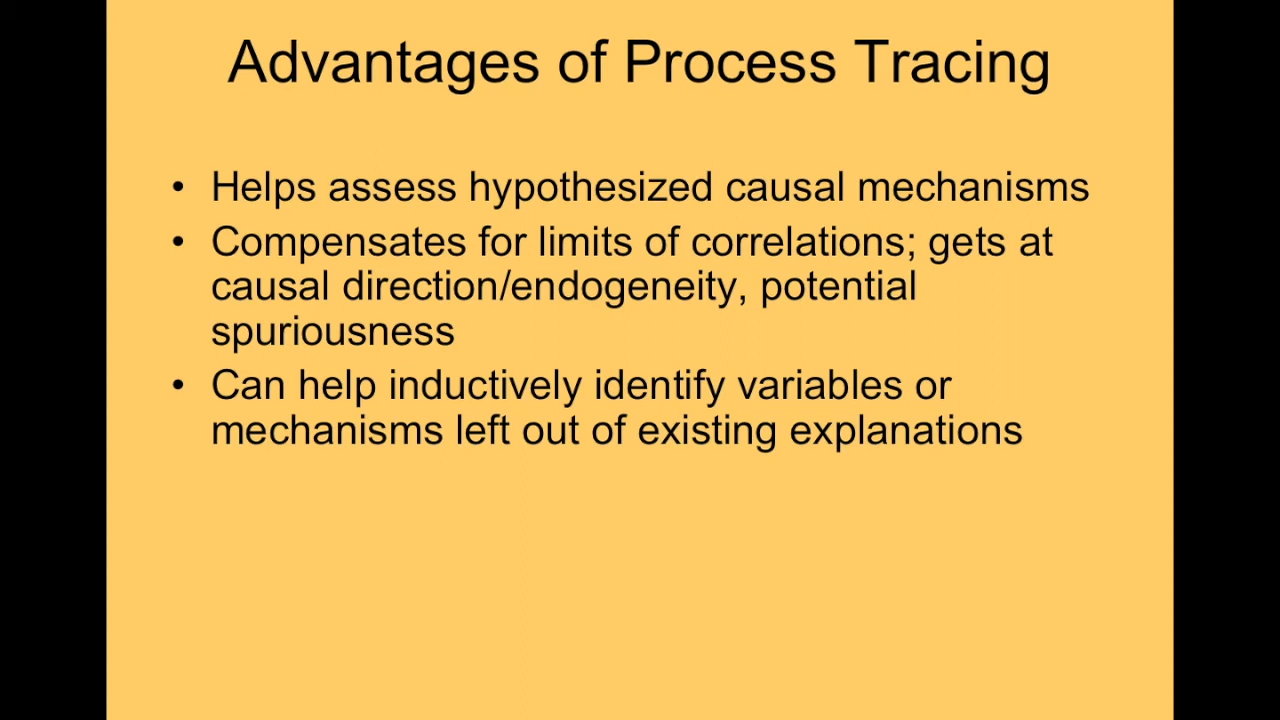 Advantages of Process Tracing
• Helps assess hypothesized causal mechanisms
• Compensates for limits of correlations; gets at
causal direction/endogeneity, potential
spuriousness
• Can help inductively identify variables or
mechanisms left out of existing explanations